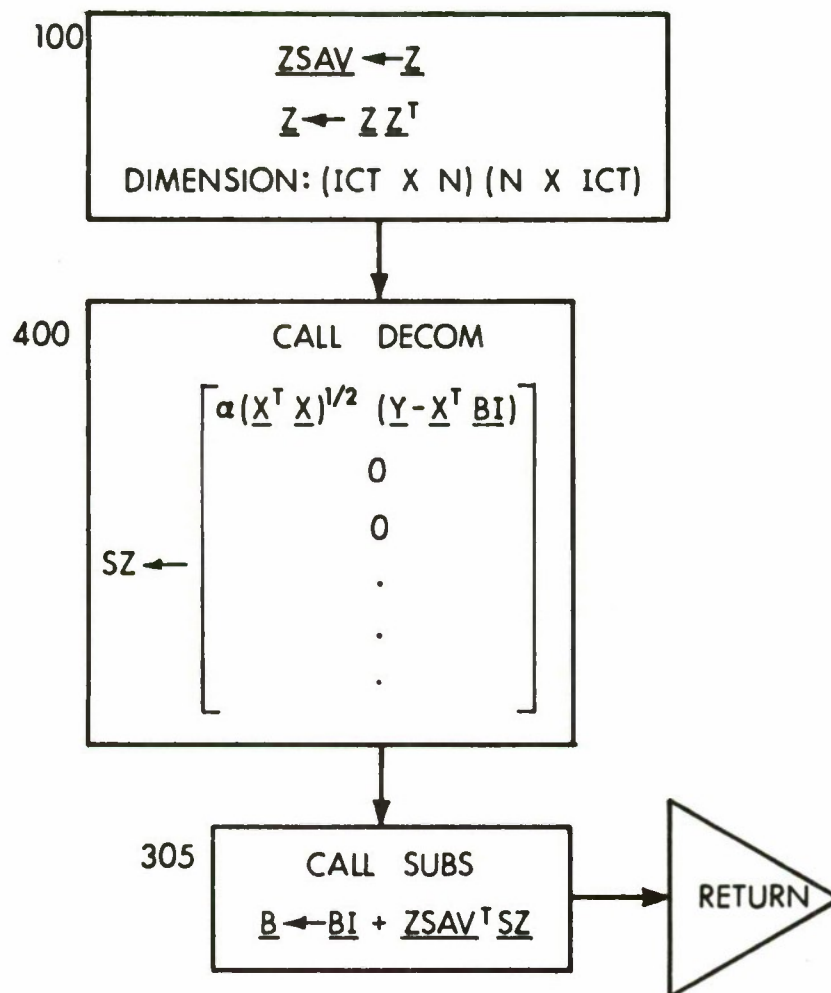 100
ZSAV ← Z
Z ← Z Z^T
DIMENSION: (ICT X N) (N X ICT)
400
CALL DECOM
α(X^T X)^1/2 (Y - X^T BI)
0
0
.
SZ ←
.
.
305
CALL SUBS
B ← BI + ZSAV^T SZ
RETURN